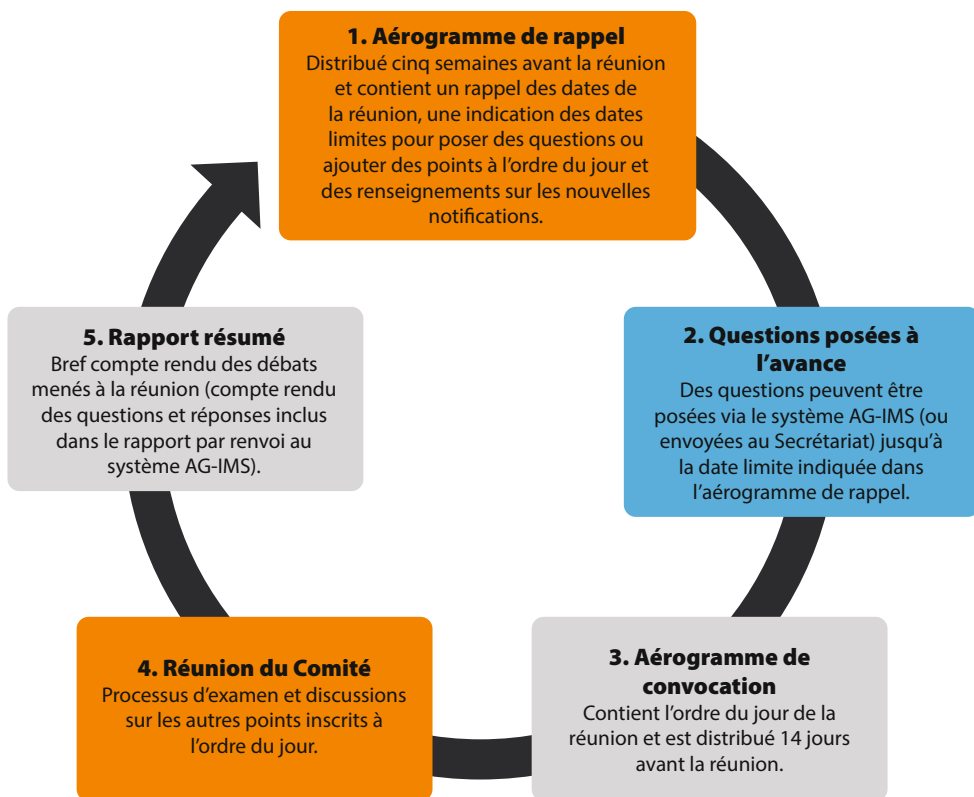 1. Aérogramme de rappel
Distribué cinq semaines avant la réunion
et contient un rappel des dates de
la réunion, une indication des dates
limites pour poser des questions ou
ajouter des points à l’ordre du jour et
des renseignements sur les nouvelles
notifications.
2. Questions posées à
l’avance
Des questions peuvent être
posées via le système AG-IMS (ou
envoyées au Secrétariat) jusqu’à
la date limite indiquée dans
l’aérogramme de rappel.
3. Aérogramme de
convocation
Contient l’ordre du jour de la
réunion et est distribué 14 jours
avant la réunion.
4. Réunion du Comité
Processus d’examen et discussions
sur les autres points inscrits à
l’ordre du jour.
5. Rapport résumé
Bref compte rendu des débats
menés à la réunion (compte rendu
des questions et réponses inclus
dans le rapport par renvoi au
système AG-IMS).